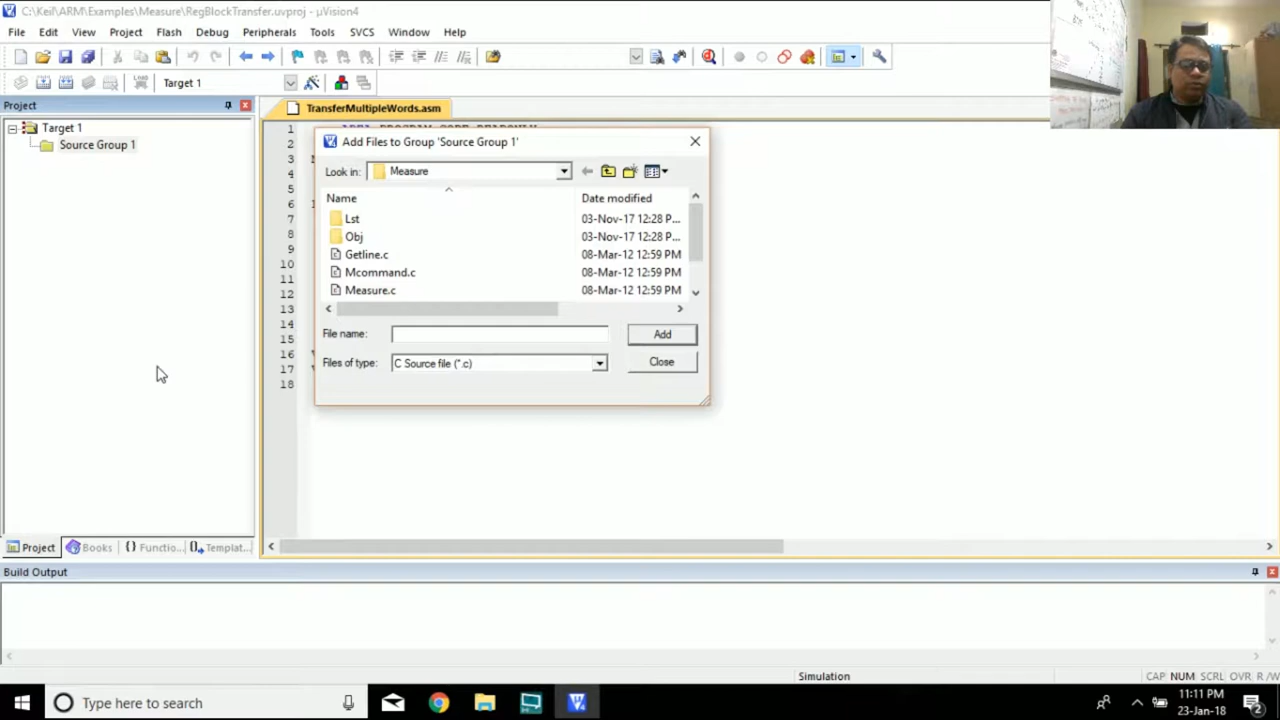 C:\Keil\ARM\Examples\Measure\RegBlockTransfer.uvproj - µVision4
File Edit View Project Flash Debug Peripherals Tools SVCS Window Help
Target 1
Project
Target 1
Source Group 1
TransferMultipleWords.asm
1
2
3
4
5
6
7
8
9
10
11
12
13
14
15
16
17
18
Add Files to Group 'Source Group 1'
Look in: Measure
Name Date modified
Lst 03-Nov-17 12:28 P...
Obj 03-Nov-17 12:28 P...
Getline.c 08-Mar-12 12:59 PM
Mcommand.c 08-Mar-12 12:59 PM
Measure.c 08-Mar-12 12:59 PM
File name: Add
Files of type: C Source file (*.c) Close
Project Books {} Functio... Templat...
Build Output
Simulation CAP NUM SCRL OVR R /W
Type here to search
11:11 PM
23-Jan-18
2